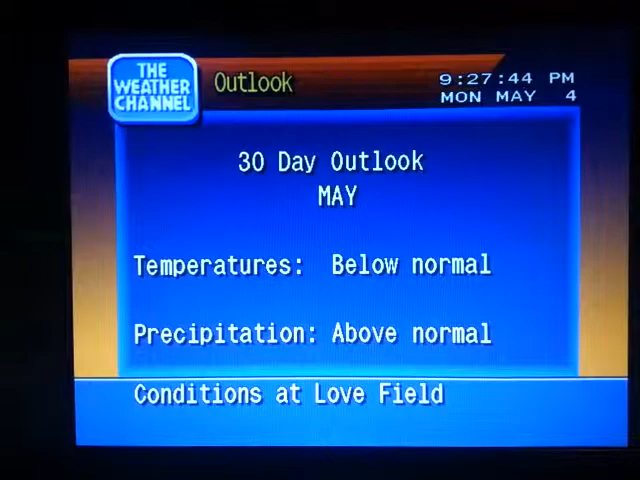 THE
WEATHER
CHANNEL
Outlook
9:27:44 PM
MON MAY 4
30 Day Outlook
MAY
Temperatures: Below normal
Precipitation: Above normal
Conditions at Love Field